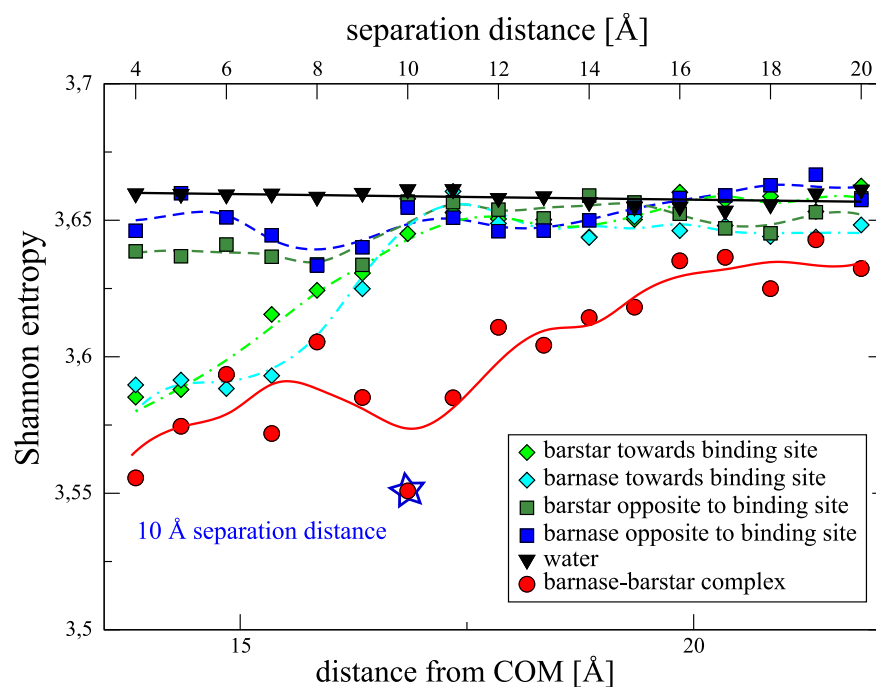 separation distance [Å]
4 6 8 10 12 14 16 18 20
3,7
3,65
3,6
3,55
3,5
Shannon entropy
10 Å separation distance
barstar towards binding site
barnase towards binding site
barstar opposite to binding site
barnase opposite to binding site
water
barnase-barstar complex
15 20
distance from COM [Å]